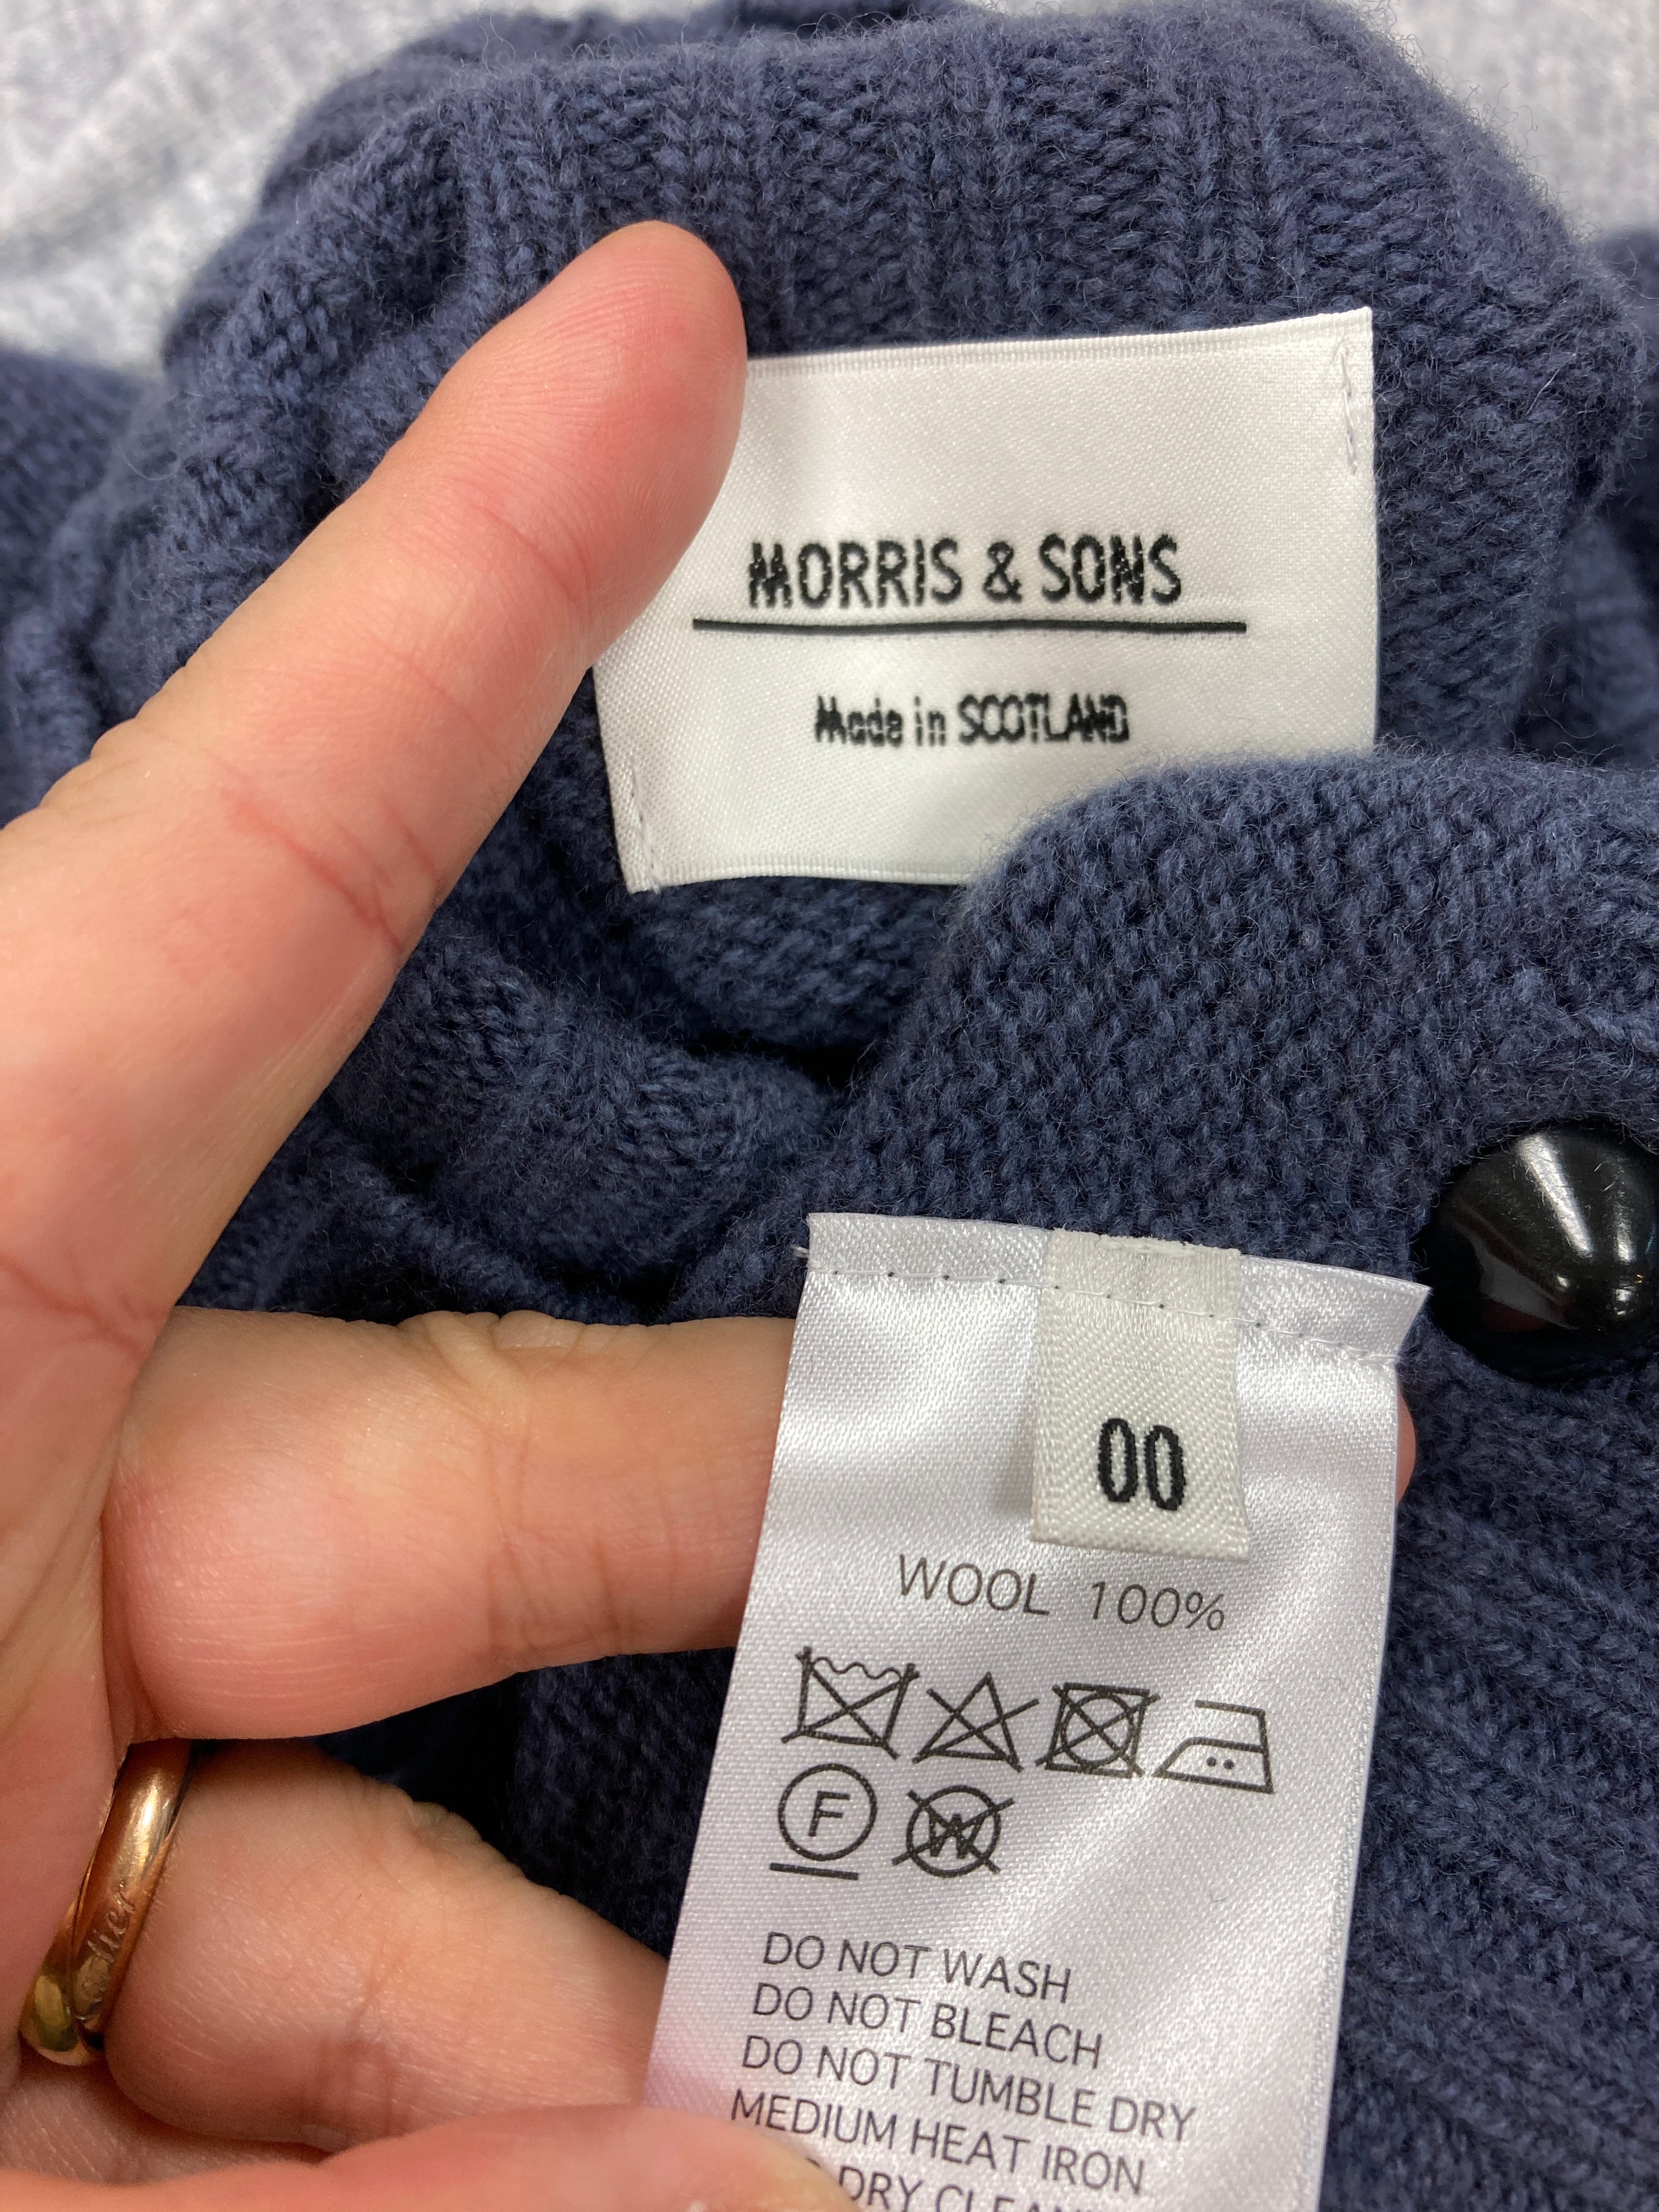 MORRIS & SONS
Made in SCOTLAND
00
WOOL 100%
F
W
DO NOT WASH
DO NOT BLEACH
DO NOT TUMBLE DRY
MEDIUM HEAT IRON
DRY